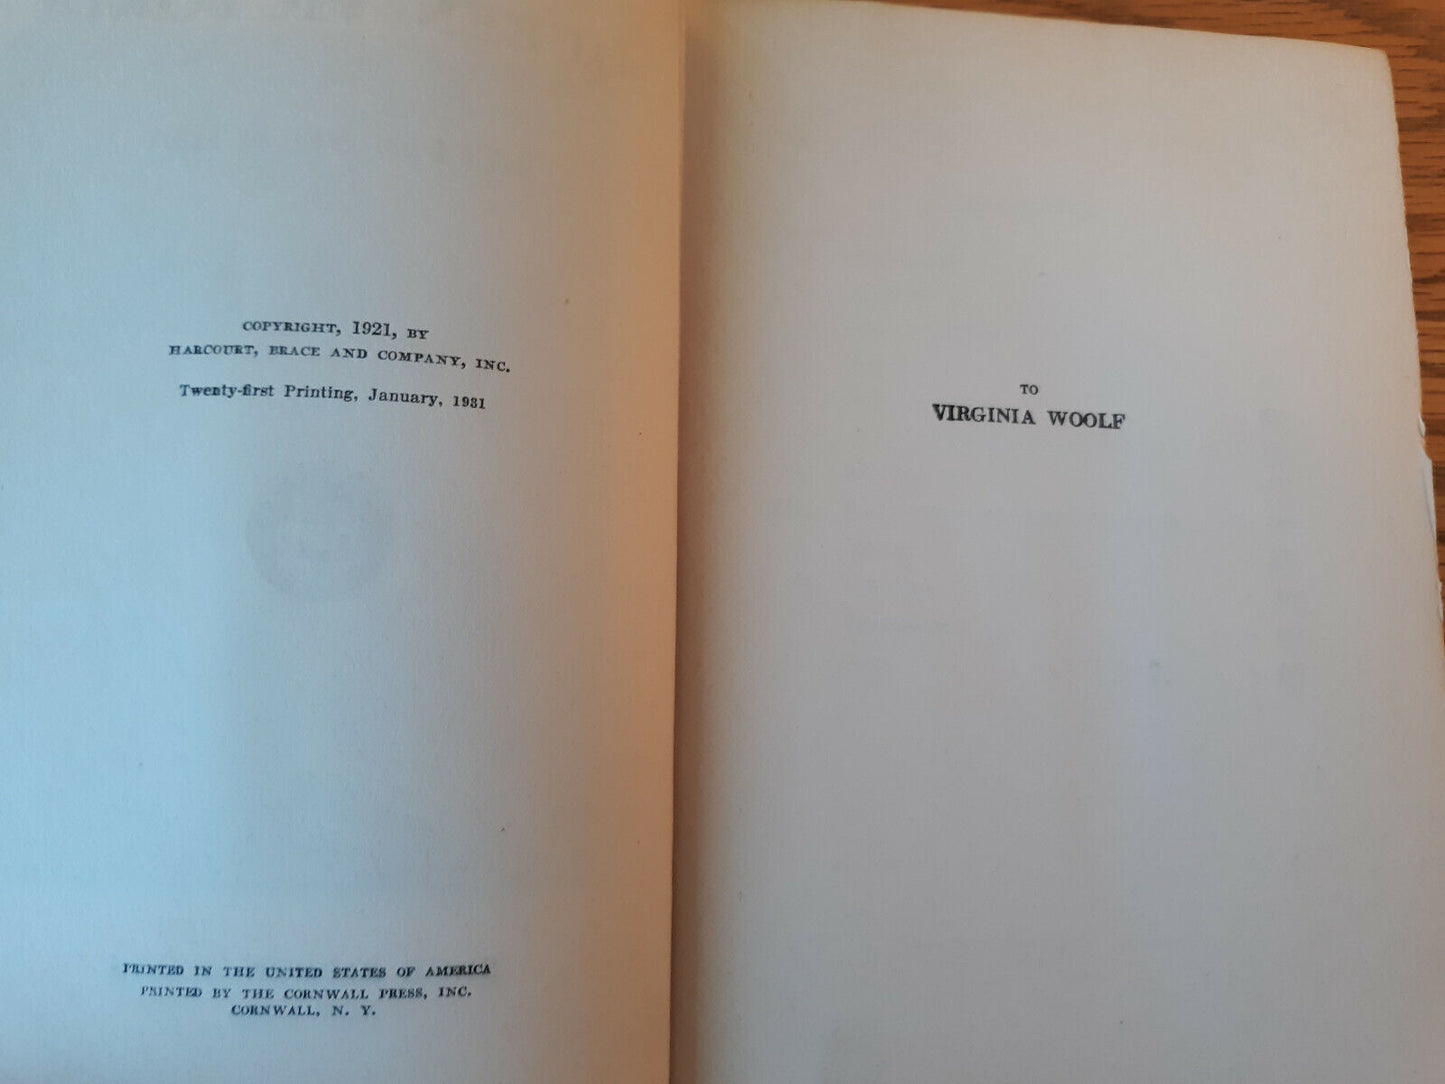 COPYRIGHT, 1921, BY
HARCOURT, BRACE AND COMPANY, INC.
Twenty-first Printing, January, 1931
PRINTED IN THE UNITED STATES OF AMERICA
PRINTED BY THE CORNWALL PRESS, INC.
CORNWALL, N. Y.
TO
VIRGINIA WOOLF